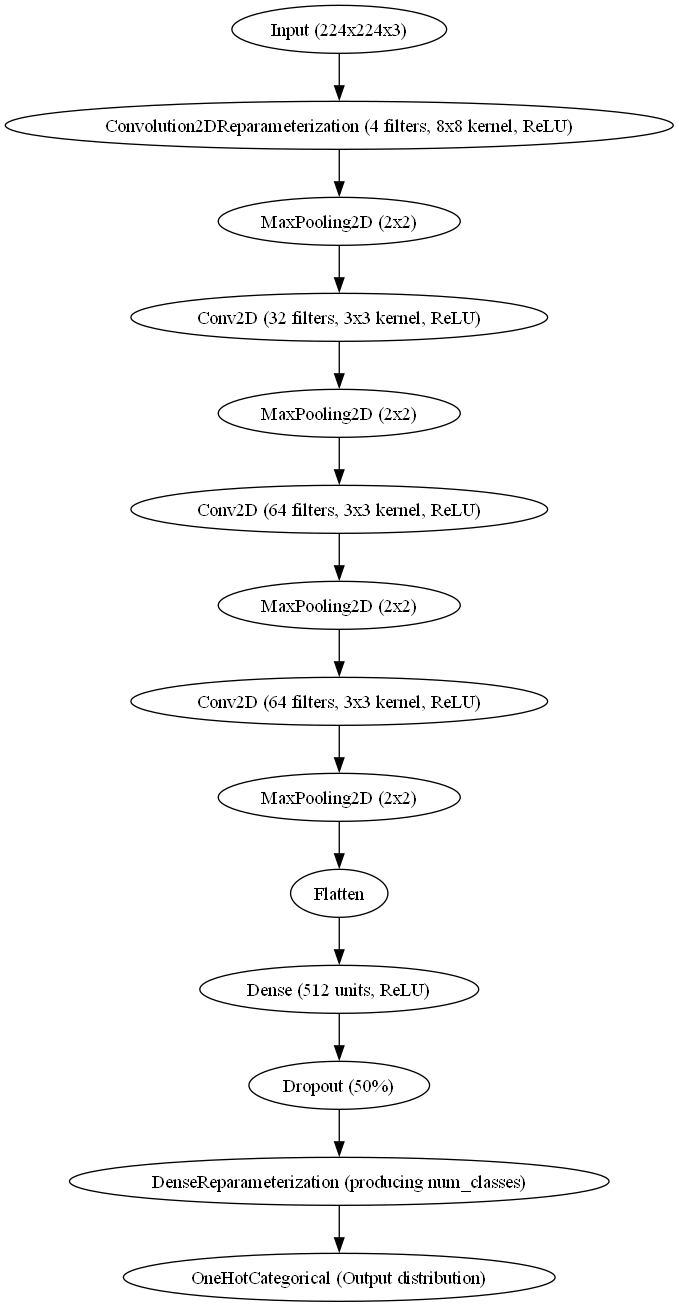 Input (224x224x3)
Convolution2DReparameterization (4 filters, 8x8 kernel, ReLU)
MaxPooling2D (2x2)
Conv2D (32 filters, 3x3 kernel, ReLU)
MaxPooling2D (2x2)
Conv2D (64 filters, 3x3 kernel, ReLU)
MaxPooling2D (2x2)
Conv2D (64 filters, 3x3 kernel, ReLU)
MaxPooling2D (2x2)
Flatten
Dense (512 units, ReLU)
Dropout (50%)
DenseReparameterization (producing num_classes)
OneHotCategorical (Output distribution)